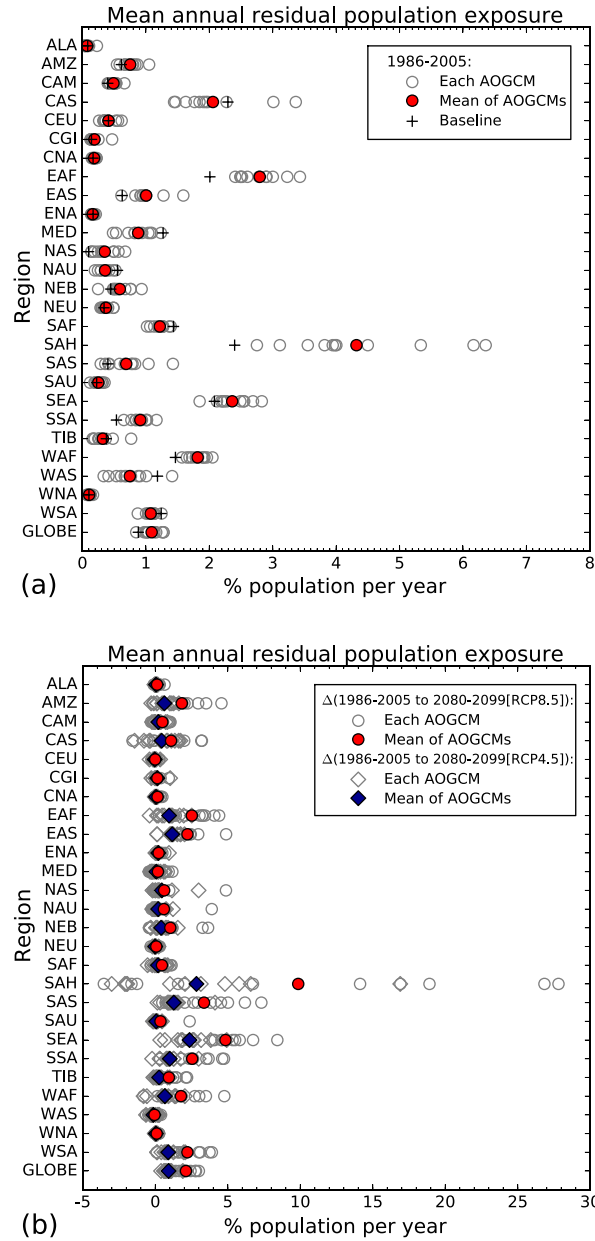 Mean annual residual population exposure
ALA
AMZ
CAM
CAS
CEU
CGI
CNA
EAF
EAS
ENA
MED
NAS
NAU
NEB
NEU
SAF
SAH
SAS
SAU
SEA
SSA
TIB
WAF
WAS
WNA
WSA
GLOBE
Region
1986-2005:
Each AOGCM
Mean of AOGCMs
Baseline
0 1 2 3 4 5 6 7 8
% population per year
(a)
Mean annual residual population exposure
ALA
AMZ
CAM
CAS
CEU
CGI
CNA
EAF
EAS
ENA
MED
NAS
NAU
NEB
NEU
SAF
SAH
SAS
SAU
SEA
SSA
TIB
WAF
WAS
WNA
WSA
GLOBE
Region
Δ(1986-2005 to 2080-2099[RCP8.5]):
Each AOGCM
Mean of AOGCMs
Δ(1986-2005 to 2080-2099[RCP4.5]):
Each AOGCM
Mean of AOGCMs
-5 0 5 10 15 20 25 30
% population per year
(b)